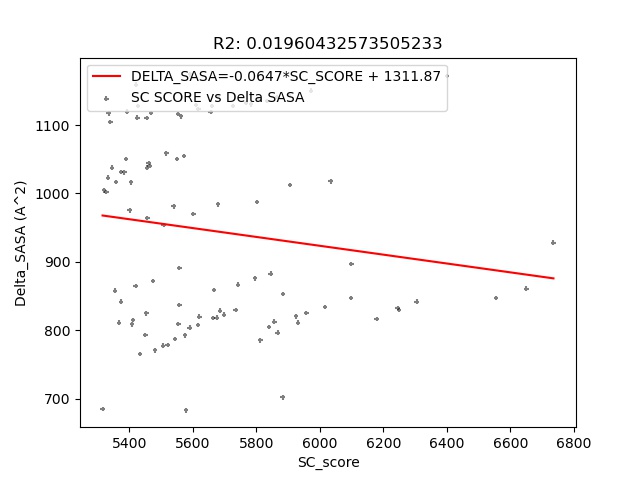 R2: 0.01960432573505233
DELTA_SASA=-0.0647*SC_SCORE + 1311.87
SC SCORE vs Delta SASA
1100
1000
900
800
700
Delta_SASA (A^2)
5400 5600 5800 6000 6200 6400 6600 6800
SC_score